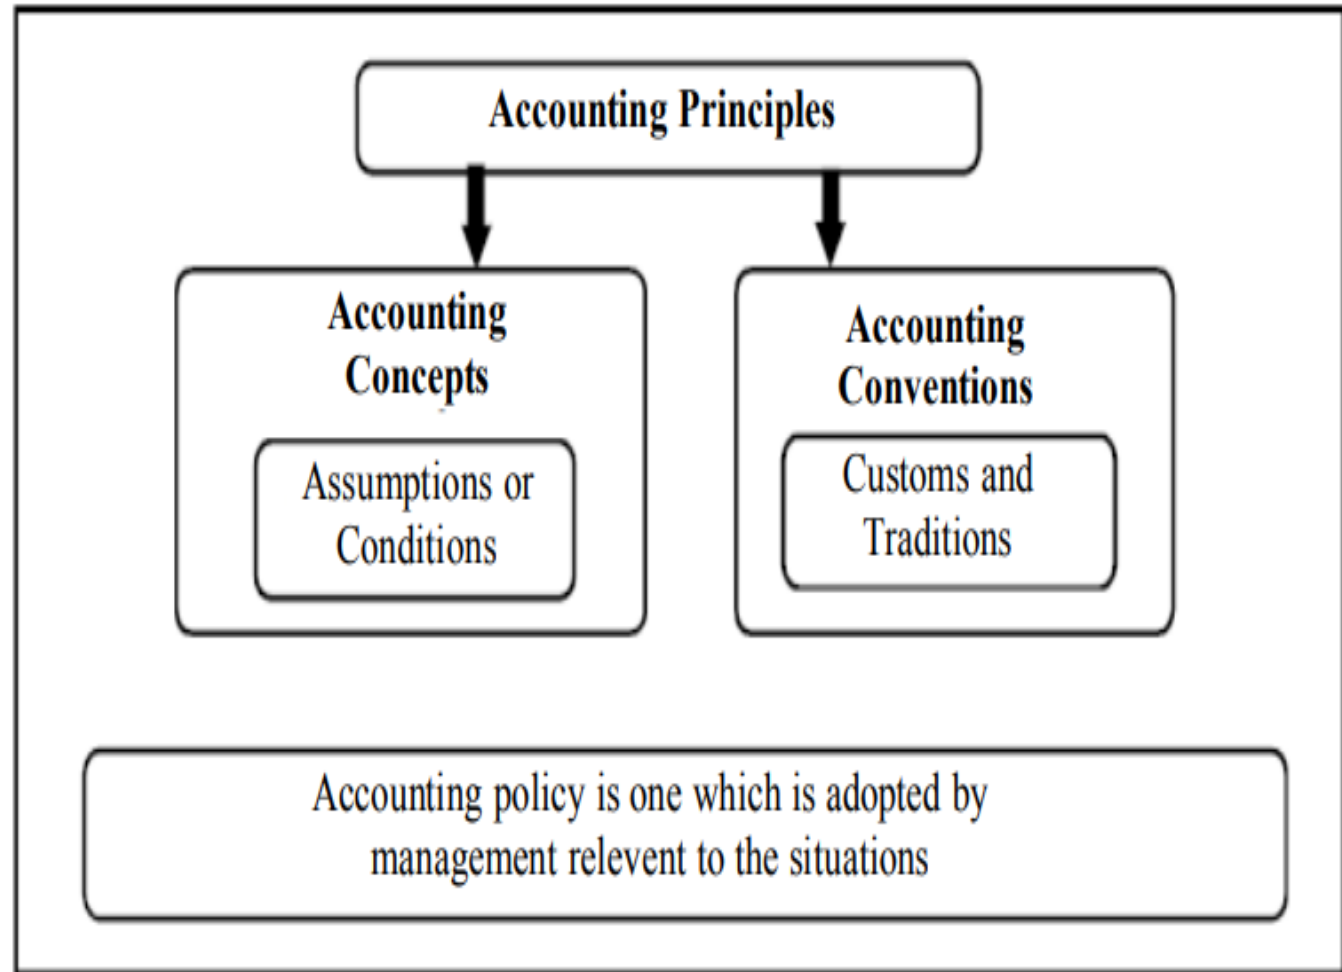 Accounting Principles
Accounting
Concepts
Assumptions or
Conditions
Accounting
Conventions
Customs and
Traditions
Accounting policy is one which is adopted by
management relevent to the situations